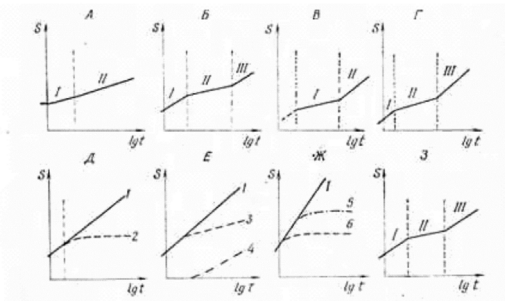 А Б В Г
S I II lg t
S I II III lg t
S I II lg t
S I II III lg t
Д Е Ж З
S 1 2 lg t
S 1 3 4 lg τ
S 1 5 6 lg t
S I II III lg t